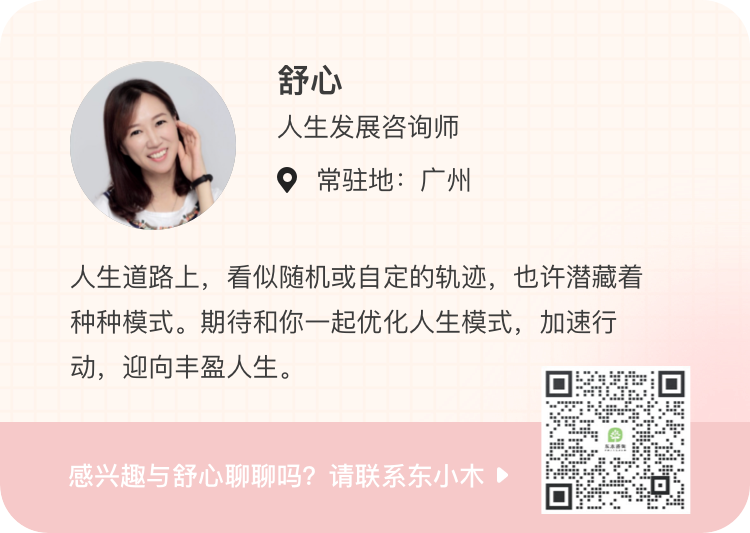 舒心
人生发展咨询师
常驻地：广州
人生道路上，看似随机或自定的轨迹，也许潜藏着
种种模式。期待和你一起优化人生模式，加速行
动，迎向丰盈人生。
感兴趣与舒心聊聊吗？请联系东小木